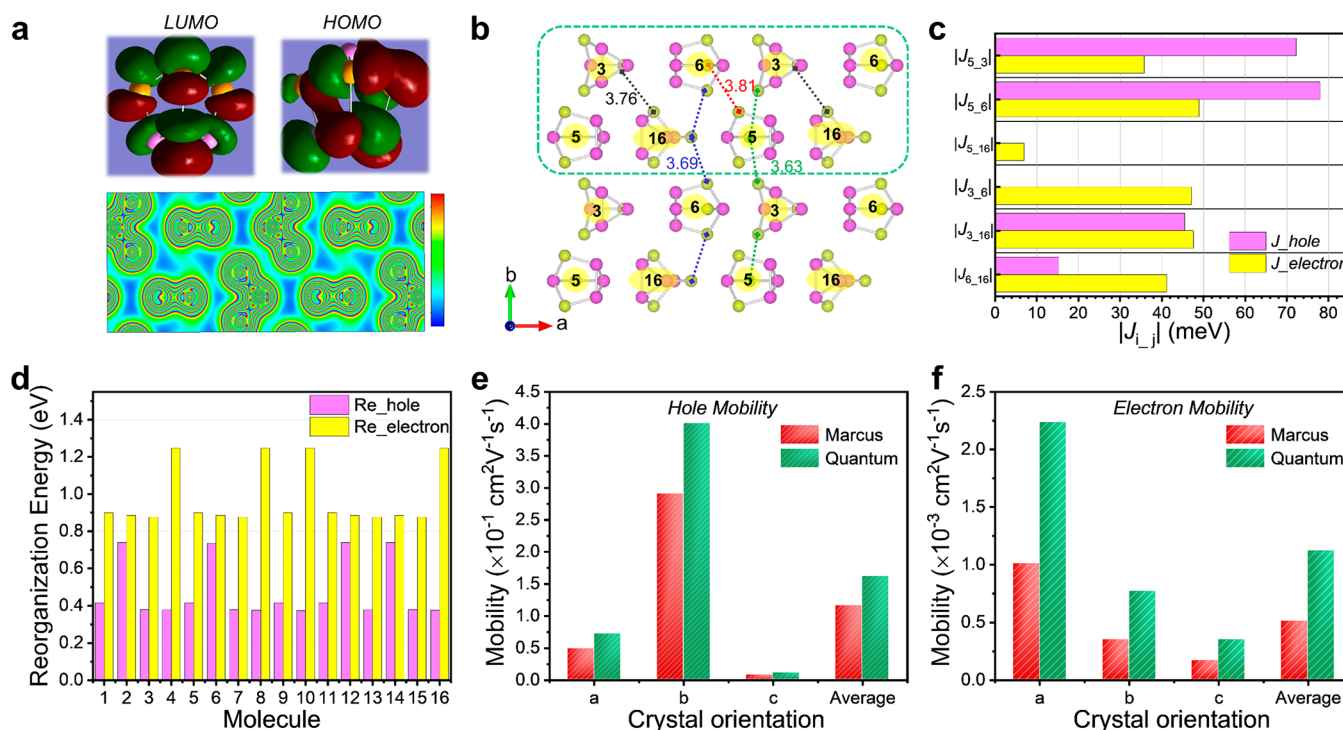 a
LUMO
HOMO
b
3
6
3
6
3.76
3.81
5
16
5
16
3.69
3.63
3
6
3
6
5
16
5
16
b
a
c
|J5_3|
|J5_6|
|J5_16|
|J3_6|
|J3_16|
|J6_16|
J_hole
J_electron
0 10 20 30 40 50 60 70 80
|Ji_j| (meV)
d
Reorganization Energy (eV)
1.4
1.2
1.0
0.8
0.6
0.4
0.2
0.0
Re_hole
Re_electron
1 2 3 4 5 6 7 8 9 10 11 12 13 14 15 16
Molecule
e
Mobility (×10⁻¹ cm²V⁻¹s⁻¹)
4.5
4.0
3.5
3.0
2.5
2.0
1.5
1.0
0.5
0.0
Hole Mobility
Marcus
Quantum
a b c Average
Crystal orientation
f
Mobility (×10⁻³ cm²V⁻¹s⁻¹)
2.5
2.0
1.5
1.0
0.5
0.0
Electron Mobility
Marcus
Quantum
a b c Average
Crystal orientation